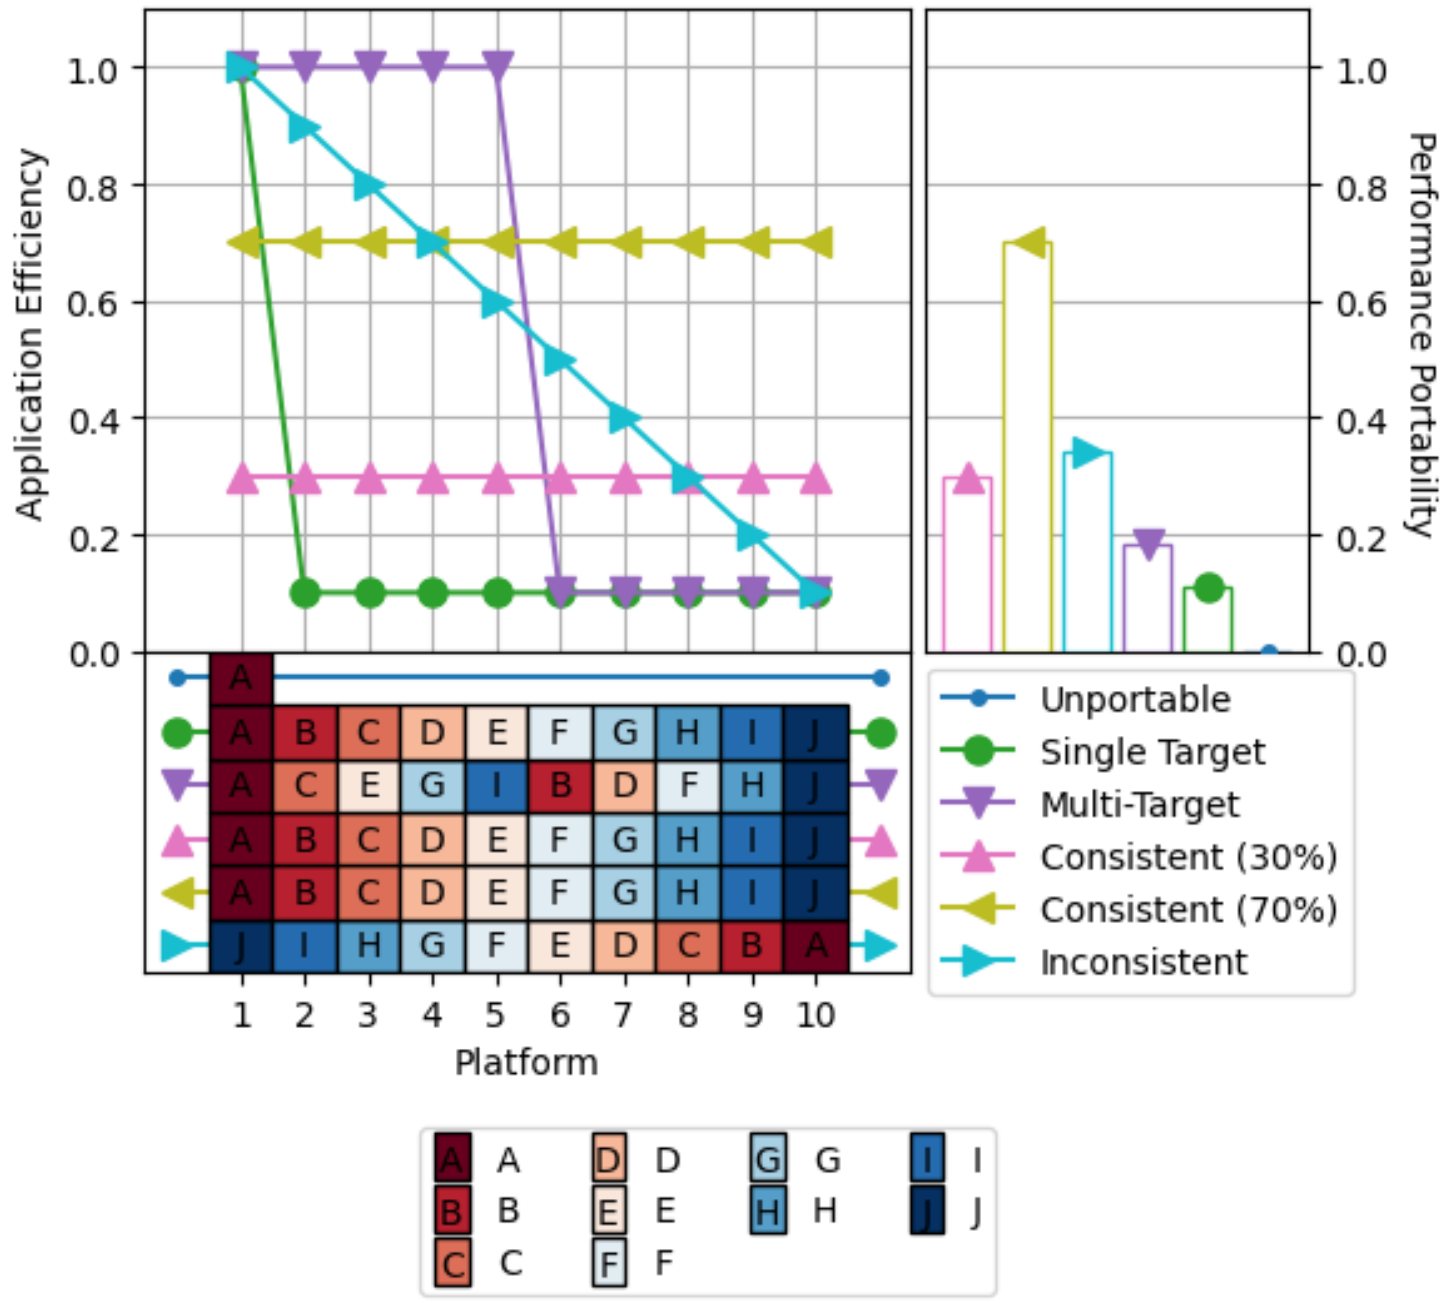 1.0
0.8
0.6
0.4
0.2
0.0
Application Efficiency
1.0
0.8
0.6
0.4
0.2
0.0
Performance Portability
A
A B C D E F G H I J
A C E G I B D F H J
A B C D E F G H I J
A B C D E F G H I J
J I H G F E D C B A
1 2 3 4 5 6 7 8 9 10
Platform
Unportable
Single Target
Multi-Target
Consistent (30%)
Consistent (70%)
Inconsistent
A A D D G G I I
B B E E H H J J
C C F F